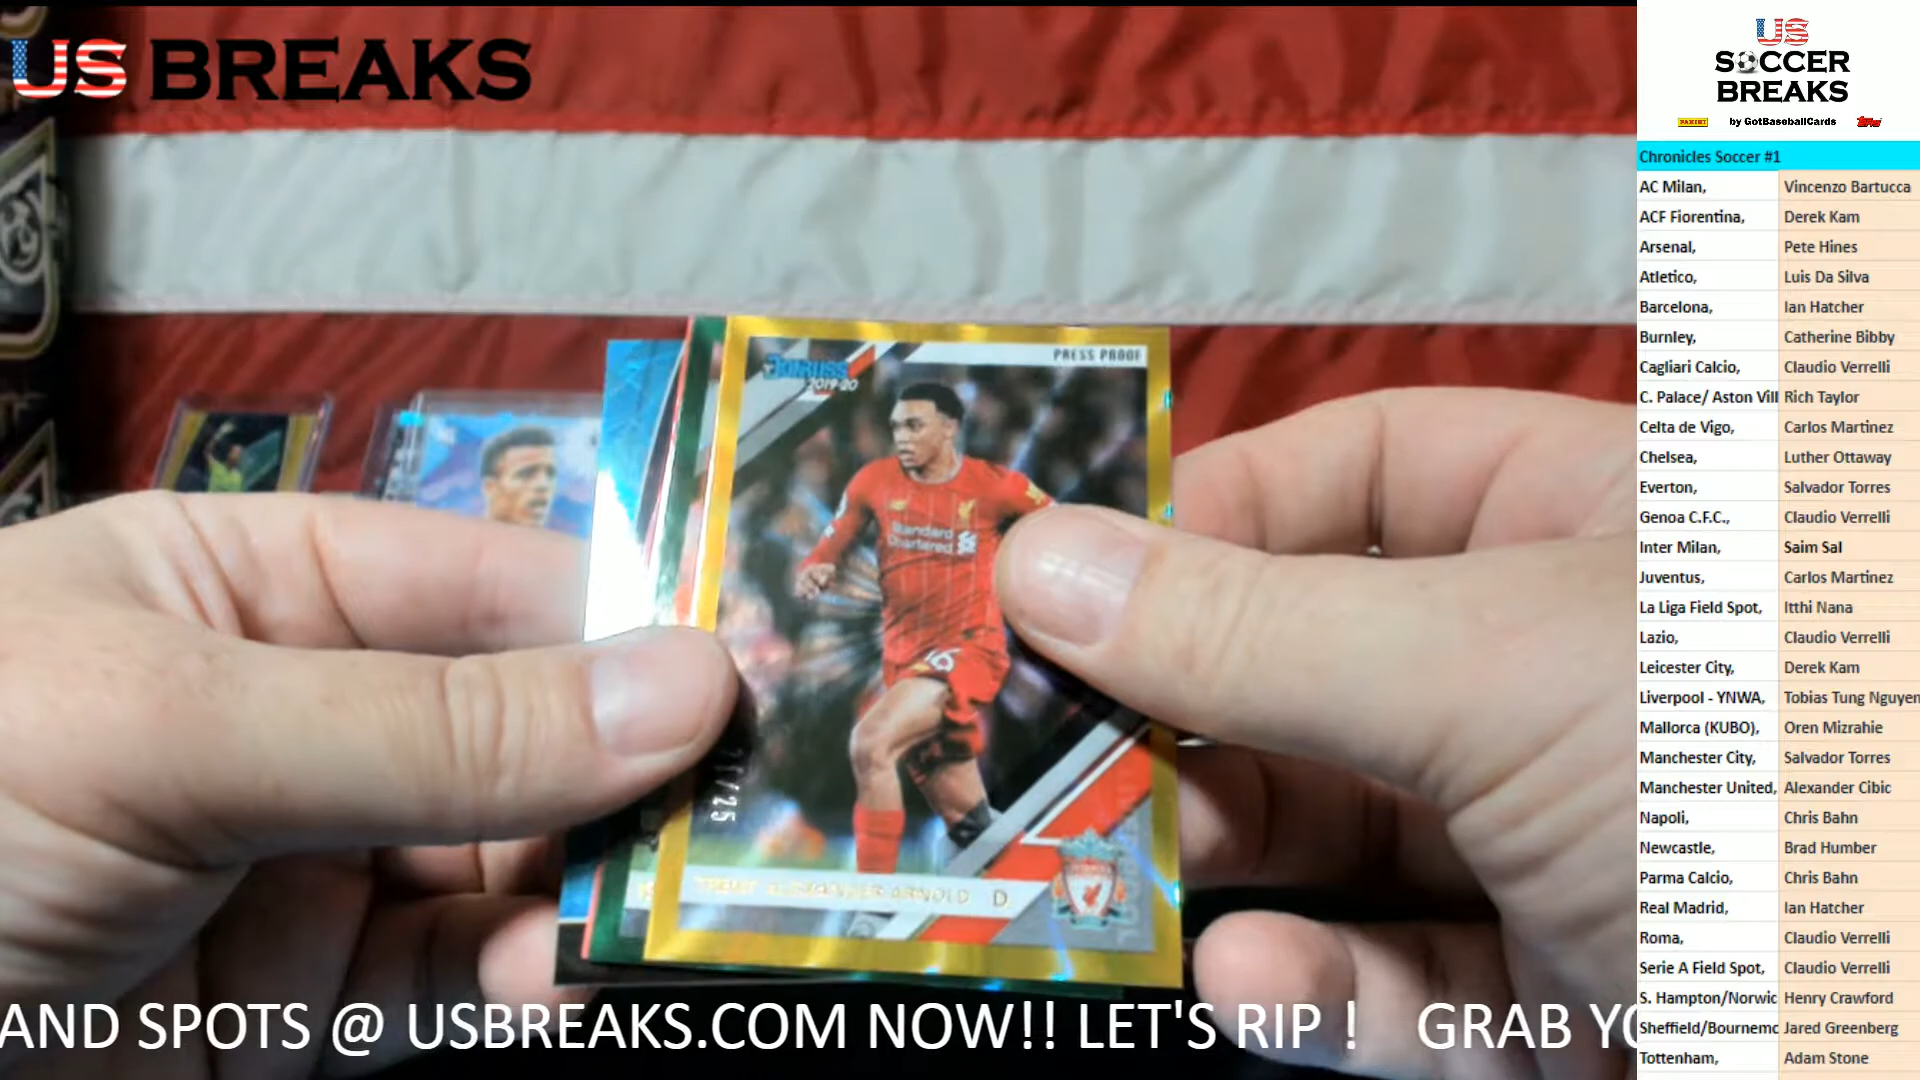 US BREAKS
PRESS PROOF
DONRUSS
2019-20
Standard
Chartered
66
/25
TRENT ALEXANDER-ARNOLD D
AND SPOTS @ USBREAKS.COM NOW!! LET'S RIP ! GRAB YO
US
SOCCER
BREAKS
PANINI by GotBaseballCards Topps
Chronicles Soccer #1
AC Milan, Vincenzo Bartucca
ACF Fiorentina, Derek Kam
Arsenal, Pete Hines
Atletico, Luis Da Silva
Barcelona, Ian Hatcher
Burnley, Catherine Bibby
Cagliari Calcio, Claudio Verrelli
C. Palace/ Aston Vill Rich Taylor
Celta de Vigo, Carlos Martinez
Chelsea, Luther Ottaway
Everton, Salvador Torres
Genoa C.F.C., Claudio Verrelli
Inter Milan, Saim Sal
Juventus, Carlos Martinez
La Liga Field Spot, Itthi Nana
Lazio, Claudio Verrelli
Leicester City, Derek Kam
Liverpool - YNWA, Tobias Tung Nguyen
Mallorca (KUBO), Oren Mizrahie
Manchester City, Salvador Torres
Manchester United, Alexander Cibic
Napoli, Chris Bahn
Newcastle, Brad Humber
Parma Calcio, Chris Bahn
Real Madrid, Ian Hatcher
Roma, Claudio Verrelli
Serie A Field Spot, Claudio Verrelli
S. Hampton/Norwic Henry Crawford
Sheffield/Bournemo Jared Greenberg
Tottenham, Adam Stone